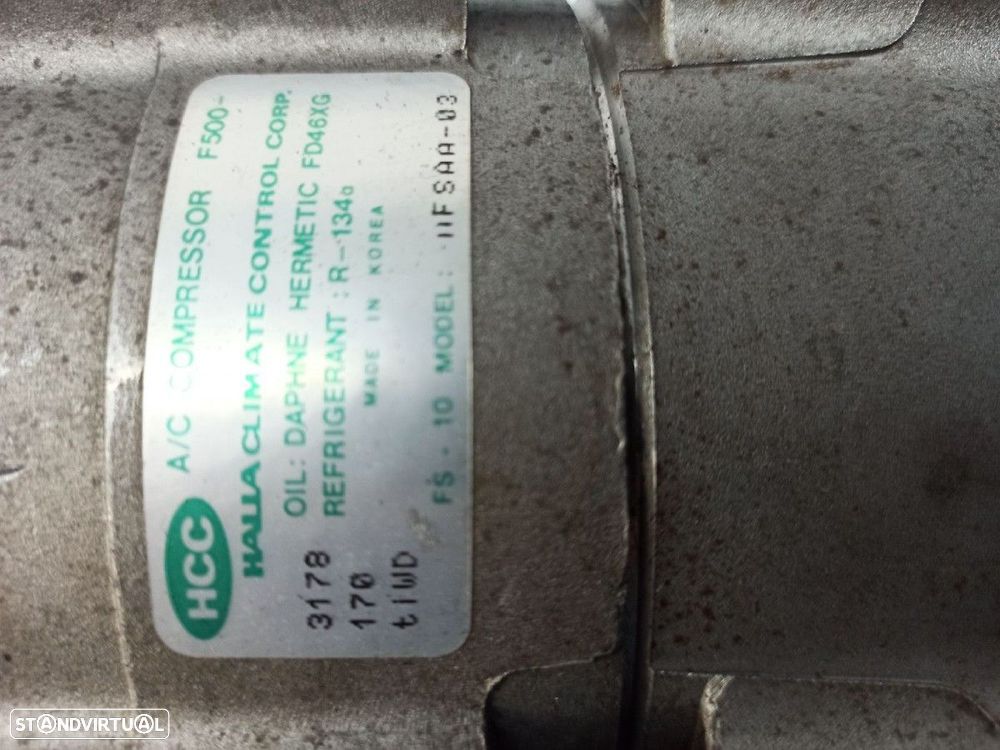 HCC A/C COMPRESSOR F500-
HALLA CLIMATE CONTROL CORP.
OIL: DAPHNE HERMETIC FD46XG
3178 REFRIGERANT : R-134a
170 MADE IN KOREA
tiWD FS - 10 MODEL: 11FSAA-03
STANDVIRTUAL